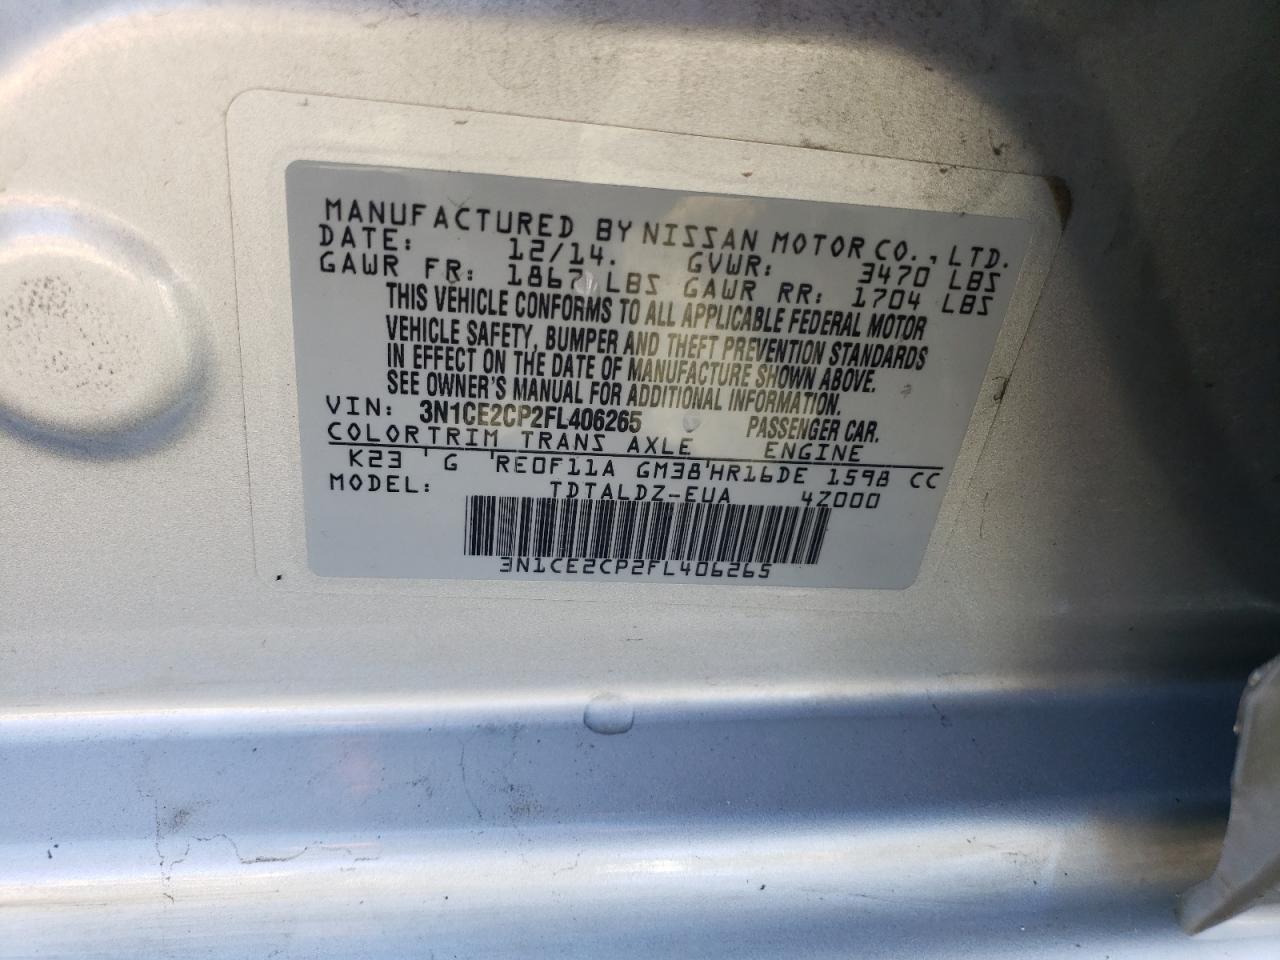 MANUFACTURED BY NISSAN MOTOR CO., LTD.
DATE: 12/14. GVWR: 3470 LBS
GAWR FR: 1867 LBS GAWR RR: 1704 LBS
THIS VEHICLE CONFORMS TO ALL APPLICABLE FEDERAL MOTOR
VEHICLE SAFETY, BUMPER AND THEFT PREVENTION STANDARDS
IN EFFECT ON THE DATE OF MANUFACTURE SHOWN ABOVE.
SEE OWNER'S MANUAL FOR ADDITIONAL INFORMATION.
VIN: 3N1CE2CP2FL406265 PASSENGER CAR.
COLOR TRIM TRANS AXLE ENGINE
K23 ' G 'RE0F11A GM38'HR16DE 1598 CC
MODEL: TDTALDZ-EUA 4Z000
3N1CE2CP2FL406265